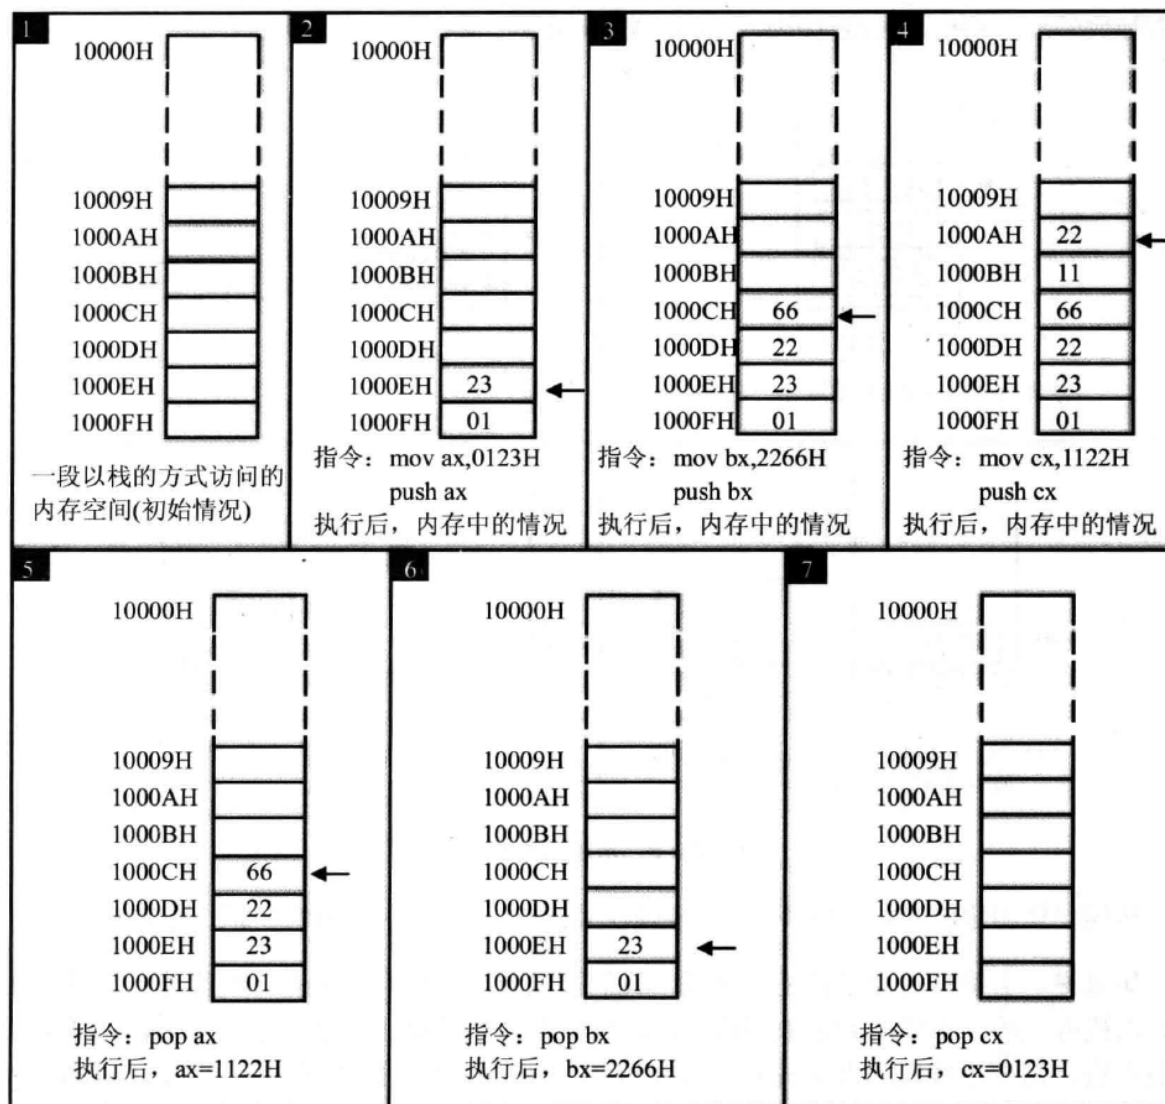 1
10000H
10009H
1000AH
1000BH
1000CH
1000DH
1000EH
1000FH
一段以栈的方式访问的
内存空间(初始情况)
2
10000H
10009H
1000AH
1000BH
1000CH
1000DH
1000EH 23
1000FH 01
指令：mov ax,0123H
push ax
执行后，内存中的情况
3
10000H
10009H
1000AH
1000BH
1000CH 66
1000DH 22
1000EH 23
1000FH 01
指令：mov bx,2266H
push bx
执行后，内存中的情况
4
10000H
10009H
1000AH 22
1000BH 11
1000CH 66
1000DH 22
1000EH 23
1000FH 01
指令：mov cx,1122H
push cx
执行后，内存中的情况
5
10000H
10009H
1000AH
1000BH
1000CH 66
1000DH 22
1000EH 23
1000FH 01
指令：pop ax
执行后，ax=1122H
6
10000H
10009H
1000AH
1000BH
1000CH
1000DH
1000EH 23
1000FH 01
指令：pop bx
执行后，bx=2266H
7
10000H
10009H
1000AH
1000BH
1000CH
1000DH
1000EH
1000FH
指令：pop cx
执行后，cx=0123H